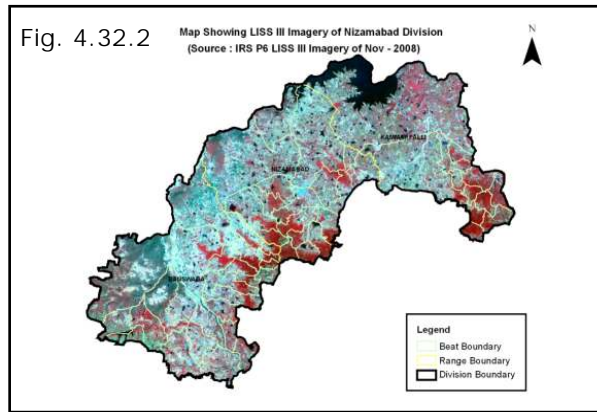 Fig. 4.32.2
Map Showing LISS III Imagery of Nizamabad Division
(Source : IRS P6 LISS III Imagery of Nov - 2008)
N
NIZAMABAD
Legend
Beat Boundary
Range Boundary
Division Boundary